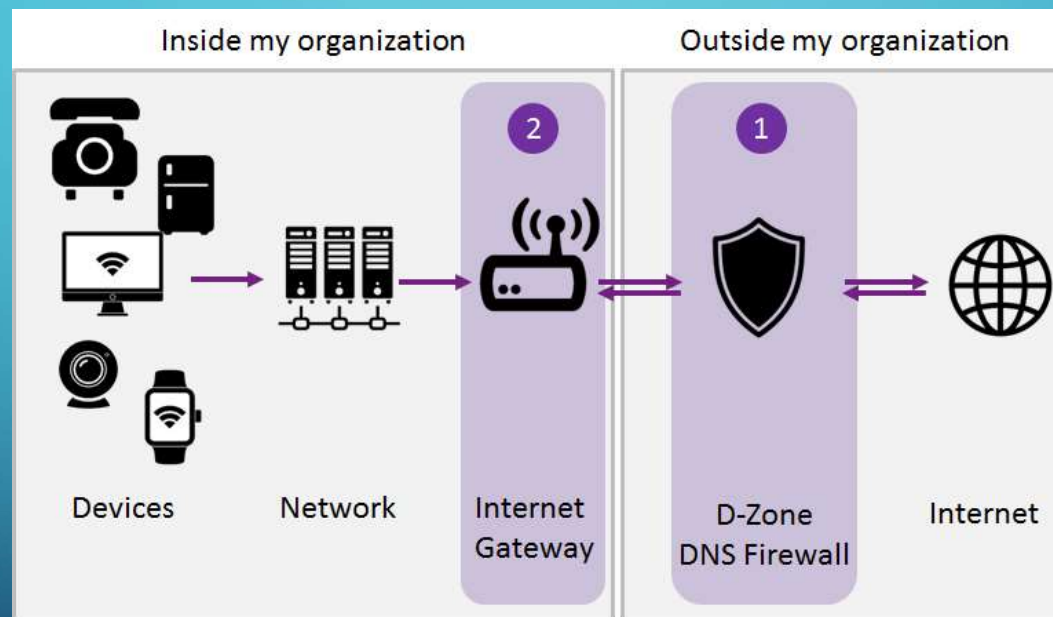 Inside my organization
Outside my organization
2
1
Devices
Network
Internet
Gateway
D-Zone
DNS Firewall
Internet